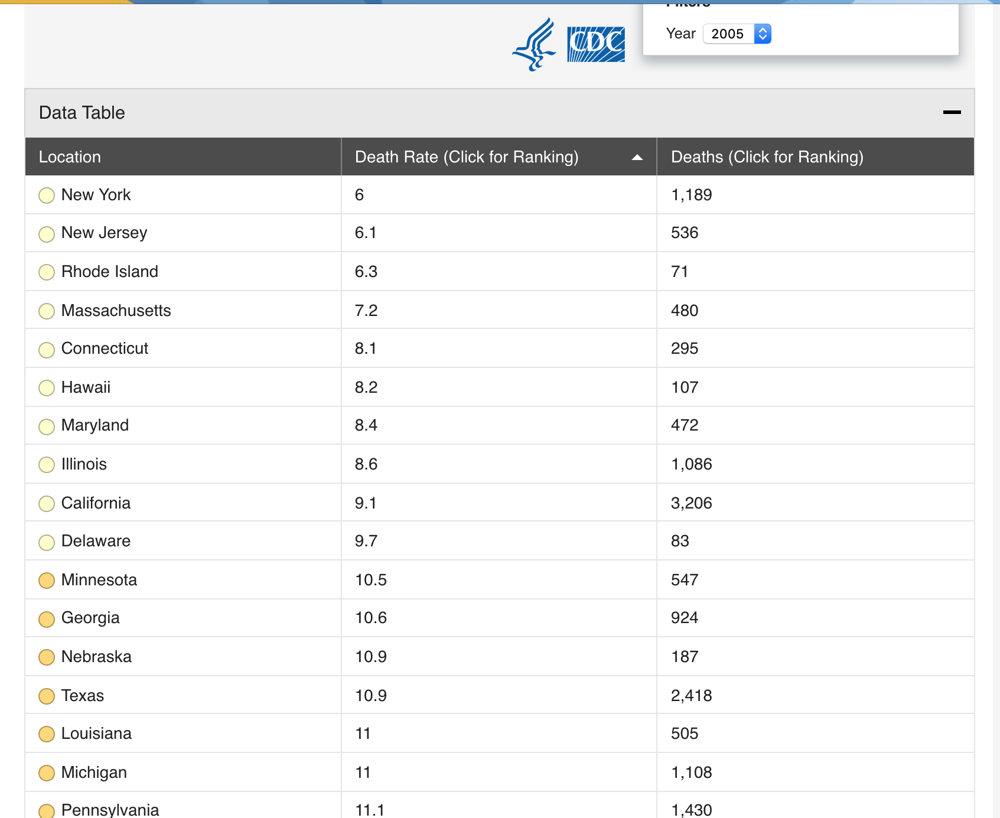 Filters
Year 2005
CDC
Data Table
Location Death Rate (Click for Ranking) Deaths (Click for Ranking)
New York 6 1,189
New Jersey 6.1 536
Rhode Island 6.3 71
Massachusetts 7.2 480
Connecticut 8.1 295
Hawaii 8.2 107
Maryland 8.4 472
Illinois 8.6 1,086
California 9.1 3,206
Delaware 9.7 83
Minnesota 10.5 547
Georgia 10.6 924
Nebraska 10.9 187
Texas 10.9 2,418
Louisiana 11 505
Michigan 11 1,108
Pennsylvania 11.1 1,430